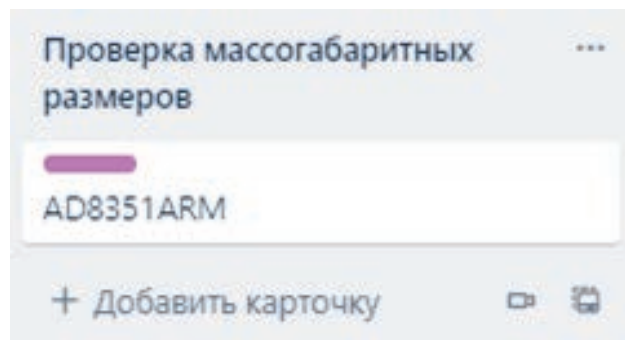 Проверка массогабаритных
размеров
AD8351ARM
+ Добавить карточку